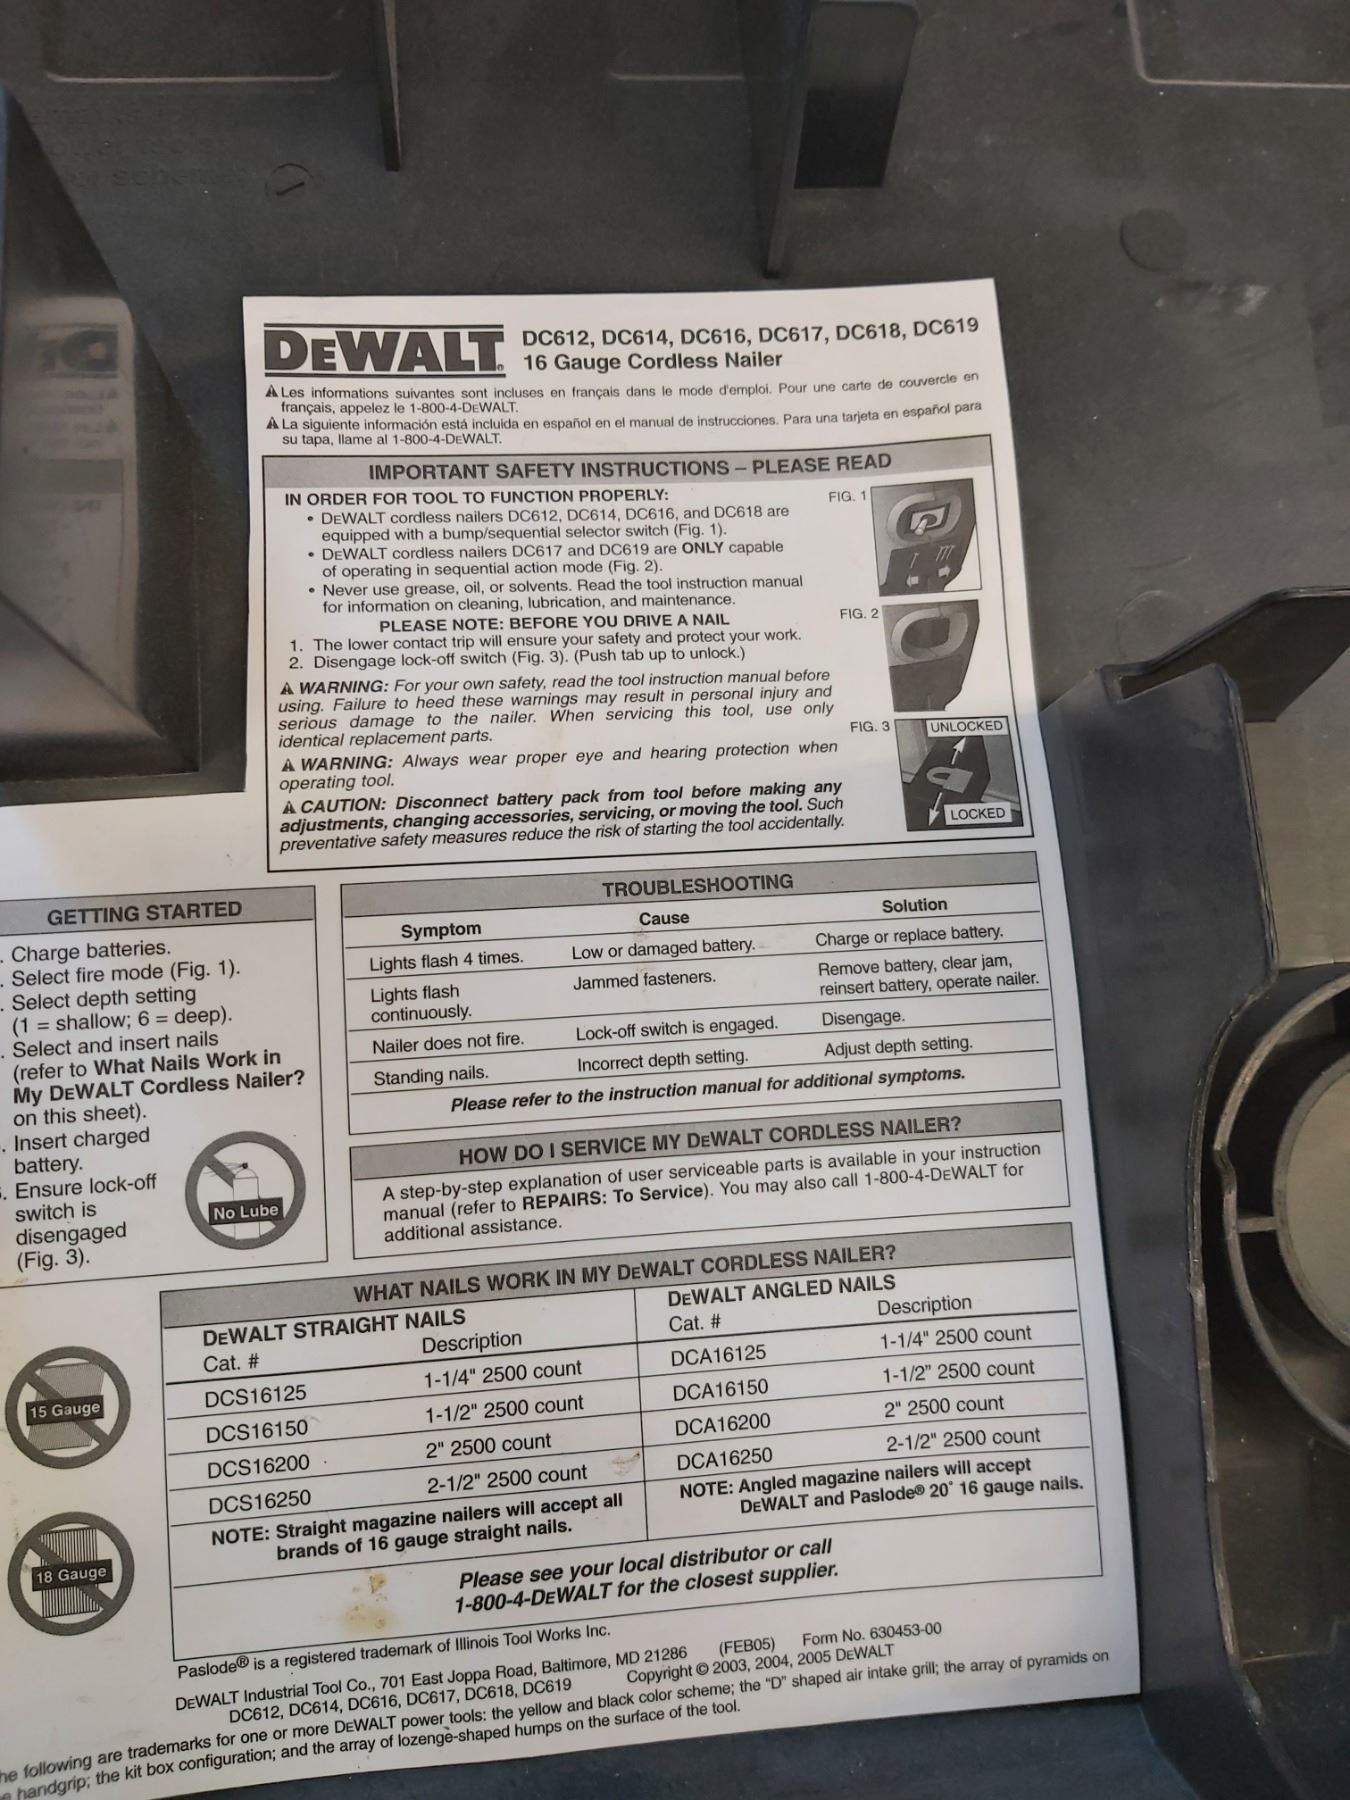 DEWALT
DC612, DC614, DC616, DC617, DC618, DC619
16 Gauge Cordless Nailer
Les informations suivantes sont incluses en français dans le mode d'emploi. Pour une carte de couvercle en
français, appelez le 1-800-4-DEWALT.
La siguiente información está incluida en español en el manual de instrucciones. Para una tarjeta en español para
su tapa, llame al 1-800-4-DEWALT.
IMPORTANT SAFETY INSTRUCTIONS – PLEASE READ
IN ORDER FOR TOOL TO FUNCTION PROPERLY:
• DEWALT cordless nailers DC612, DC614, DC616, and DC618 are
equipped with a bump/sequential selector switch (Fig. 1).
• DEWALT cordless nailers DC617 and DC619 are ONLY capable
of operating in sequential action mode (Fig. 2).
• Never use grease, oil, or solvents. Read the tool instruction manual
for information on cleaning, lubrication, and maintenance.
PLEASE NOTE: BEFORE YOU DRIVE A NAIL
1. The lower contact trip will ensure your safety and protect your work.
2. Disengage lock-off switch (Fig. 3). (Push tab up to unlock.)
WARNING: For your own safety, read the tool instruction manual before
using. Failure to heed these warnings may result in personal injury and
serious damage to the nailer. When servicing this tool, use only
identical replacement parts.
WARNING: Always wear proper eye and hearing protection when
operating tool.
CAUTION: Disconnect battery pack from tool before making any
adjustments, changing accessories, servicing, or moving the tool. Such
preventative safety measures reduce the risk of starting the tool accidentally.
FIG. 1
FIG. 2
FIG. 3
UNLOCKED
LOCKED
GETTING STARTED
. Charge batteries.
. Select fire mode (Fig. 1).
. Select depth setting
(1 = shallow; 6 = deep).
. Select and insert nails
(refer to What Nails Work in
My DEWALT Cordless Nailer?
on this sheet).
. Insert charged
battery.
. Ensure lock-off
switch is
disengaged
(Fig. 3).
No Lube
TROUBLESHOOTING
Symptom Cause Solution
Lights flash 4 times. Low or damaged battery. Charge or replace battery.
Lights flash Jammed fasteners. Remove battery, clear jam,
continuously. reinsert battery, operate nailer.
Nailer does not fire. Lock-off switch is engaged. Disengage.
Standing nails. Incorrect depth setting. Adjust depth setting.
Please refer to the instruction manual for additional symptoms.
HOW DO I SERVICE MY DEWALT CORDLESS NAILER?
A step-by-step explanation of user serviceable parts is available in your instruction
manual (refer to REPAIRS: To Service). You may also call 1-800-4-DEWALT for
additional assistance.
15 Gauge
18 Gauge
WHAT NAILS WORK IN MY DEWALT CORDLESS NAILER?
DEWALT STRAIGHT NAILS
Cat. # Description
DCS16125 1-1/4" 2500 count
DCS16150 1-1/2" 2500 count
DCS16200 2" 2500 count
DCS16250 2-1/2" 2500 count
NOTE: Straight magazine nailers will accept all
brands of 16 gauge straight nails.
DEWALT ANGLED NAILS
Cat. # Description
DCA16125 1-1/4" 2500 count
DCA16150 1-1/2" 2500 count
DCA16200 2" 2500 count
DCA16250 2-1/2" 2500 count
NOTE: Angled magazine nailers will accept
DEWALT and Paslode® 20° 16 gauge nails.
Please see your local distributor or call
1-800-4-DEWALT for the closest supplier.
Paslode® is a registered trademark of Illinois Tool Works Inc.
DEWALT Industrial Tool Co., 701 East Joppa Road, Baltimore, MD 21286 (FEB05) Form No. 630453-00
DC612, DC614, DC616, DC617, DC618, DC619 Copyright © 2003, 2004, 2005 DEWALT
following are trademarks for one or more DEWALT power tools: the yellow and black color scheme; the "D" shaped air intake grill; the array of pyramids on
handgrip; the kit box configuration; and the array of lozenge-shaped humps on the surface of the tool.